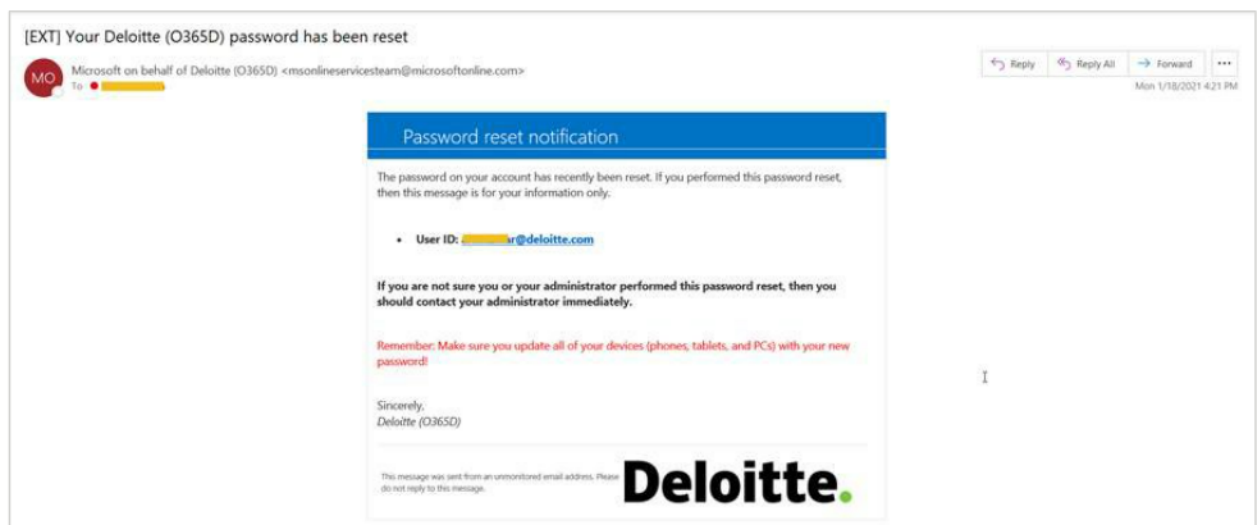 [EXT] Your Deloitte (O365D) password has been reset
MO
Microsoft on behalf of Deloitte (O365D) <msonlineservicesteam@microsoftonline.com>
To
Reply
Reply All
Forward
Mon 1/18/2021 4:21 PM
Password reset notification
The password on your account has recently been reset. If you performed this password reset,
then this message is for your information only.
• User ID: r@deloitte.com
If you are not sure you or your administrator performed this password reset, then you
should contact your administrator immediately.
Remember: Make sure you update all of your devices (phones, tablets, and PCs) with your new
password!
Sincerely,
Deloitte (O365D)
This message was sent from an unmonitored email address. Please
do not reply to this message.
Deloitte.